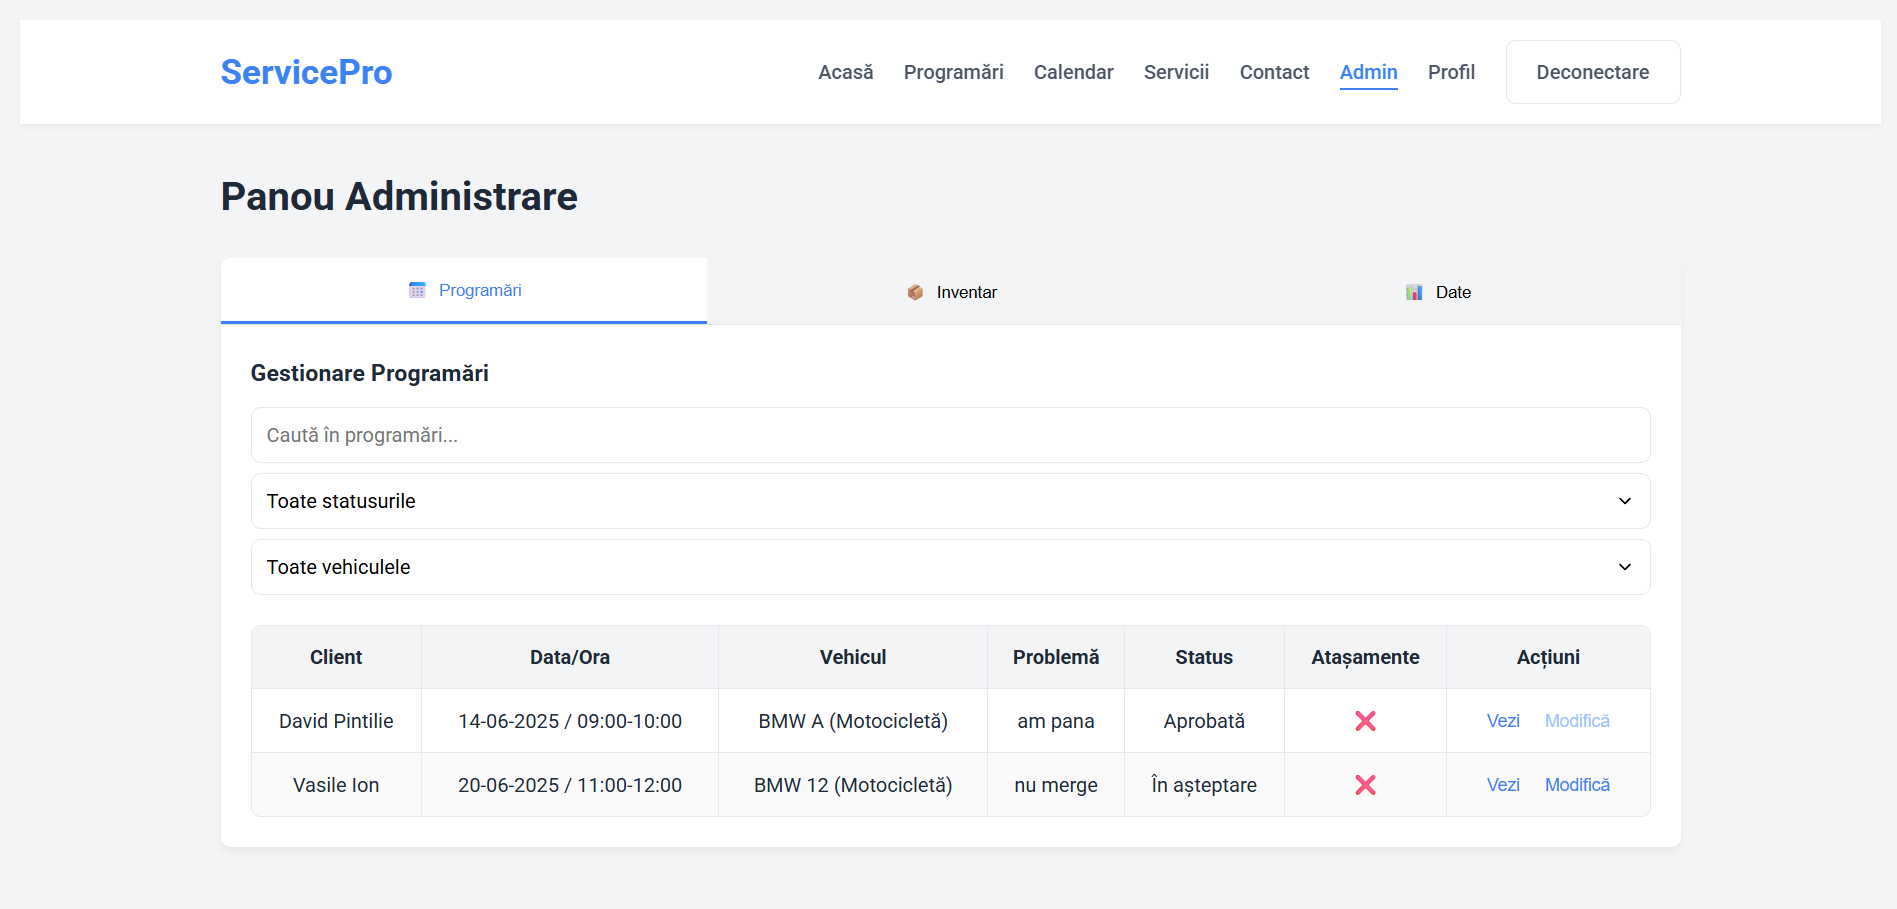 ServicePro Acasă Programări Calendar Servicii Contact Admin Profil Deconectare
Panou Administrare
Programări Inventar Date
Gestionare Programări
Caută în programări...
Toate statusurile
Toate vehiculele
Client Data/Ora Vehicul Problemă Status Atașamente Acțiuni
David Pintilie 14-06-2025 / 09:00-10:00 BMW A (Motocicletă) am pana Aprobată Vezi Modifică
Vasile Ion 20-06-2025 / 11:00-12:00 BMW 12 (Motocicletă) nu merge În așteptare Vezi Modifică